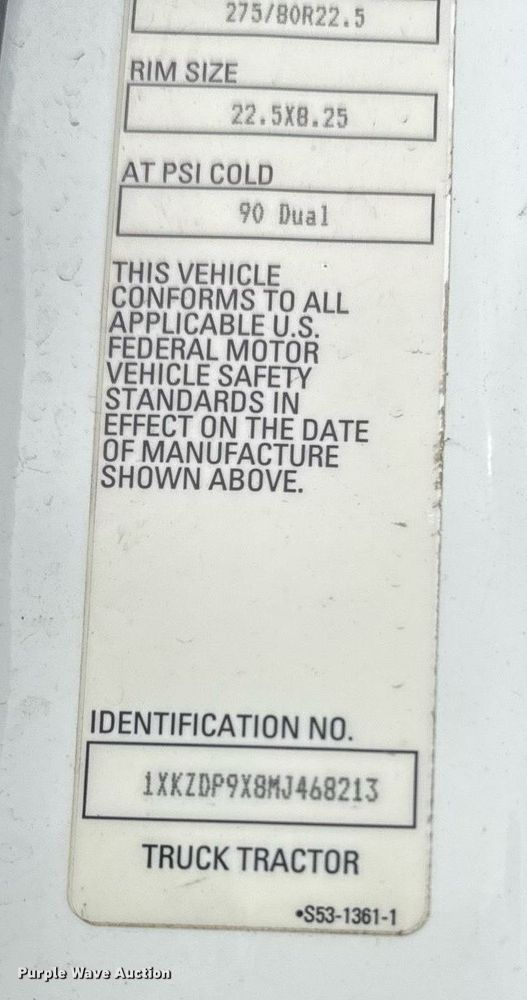 275/80R22.5
RIM SIZE
22.5X8.25
AT PSI COLD
90 Dual
THIS VEHICLE
CONFORMS TO ALL
APPLICABLE U.S.
FEDERAL MOTOR
VEHICLE SAFETY
STANDARDS IN
EFFECT ON THE DATE
OF MANUFACTURE
SHOWN ABOVE.
IDENTIFICATION NO.
1XKZDP9X8MJ468213
TRUCK TRACTOR
•S53-1361-1
Purple Wave Auction